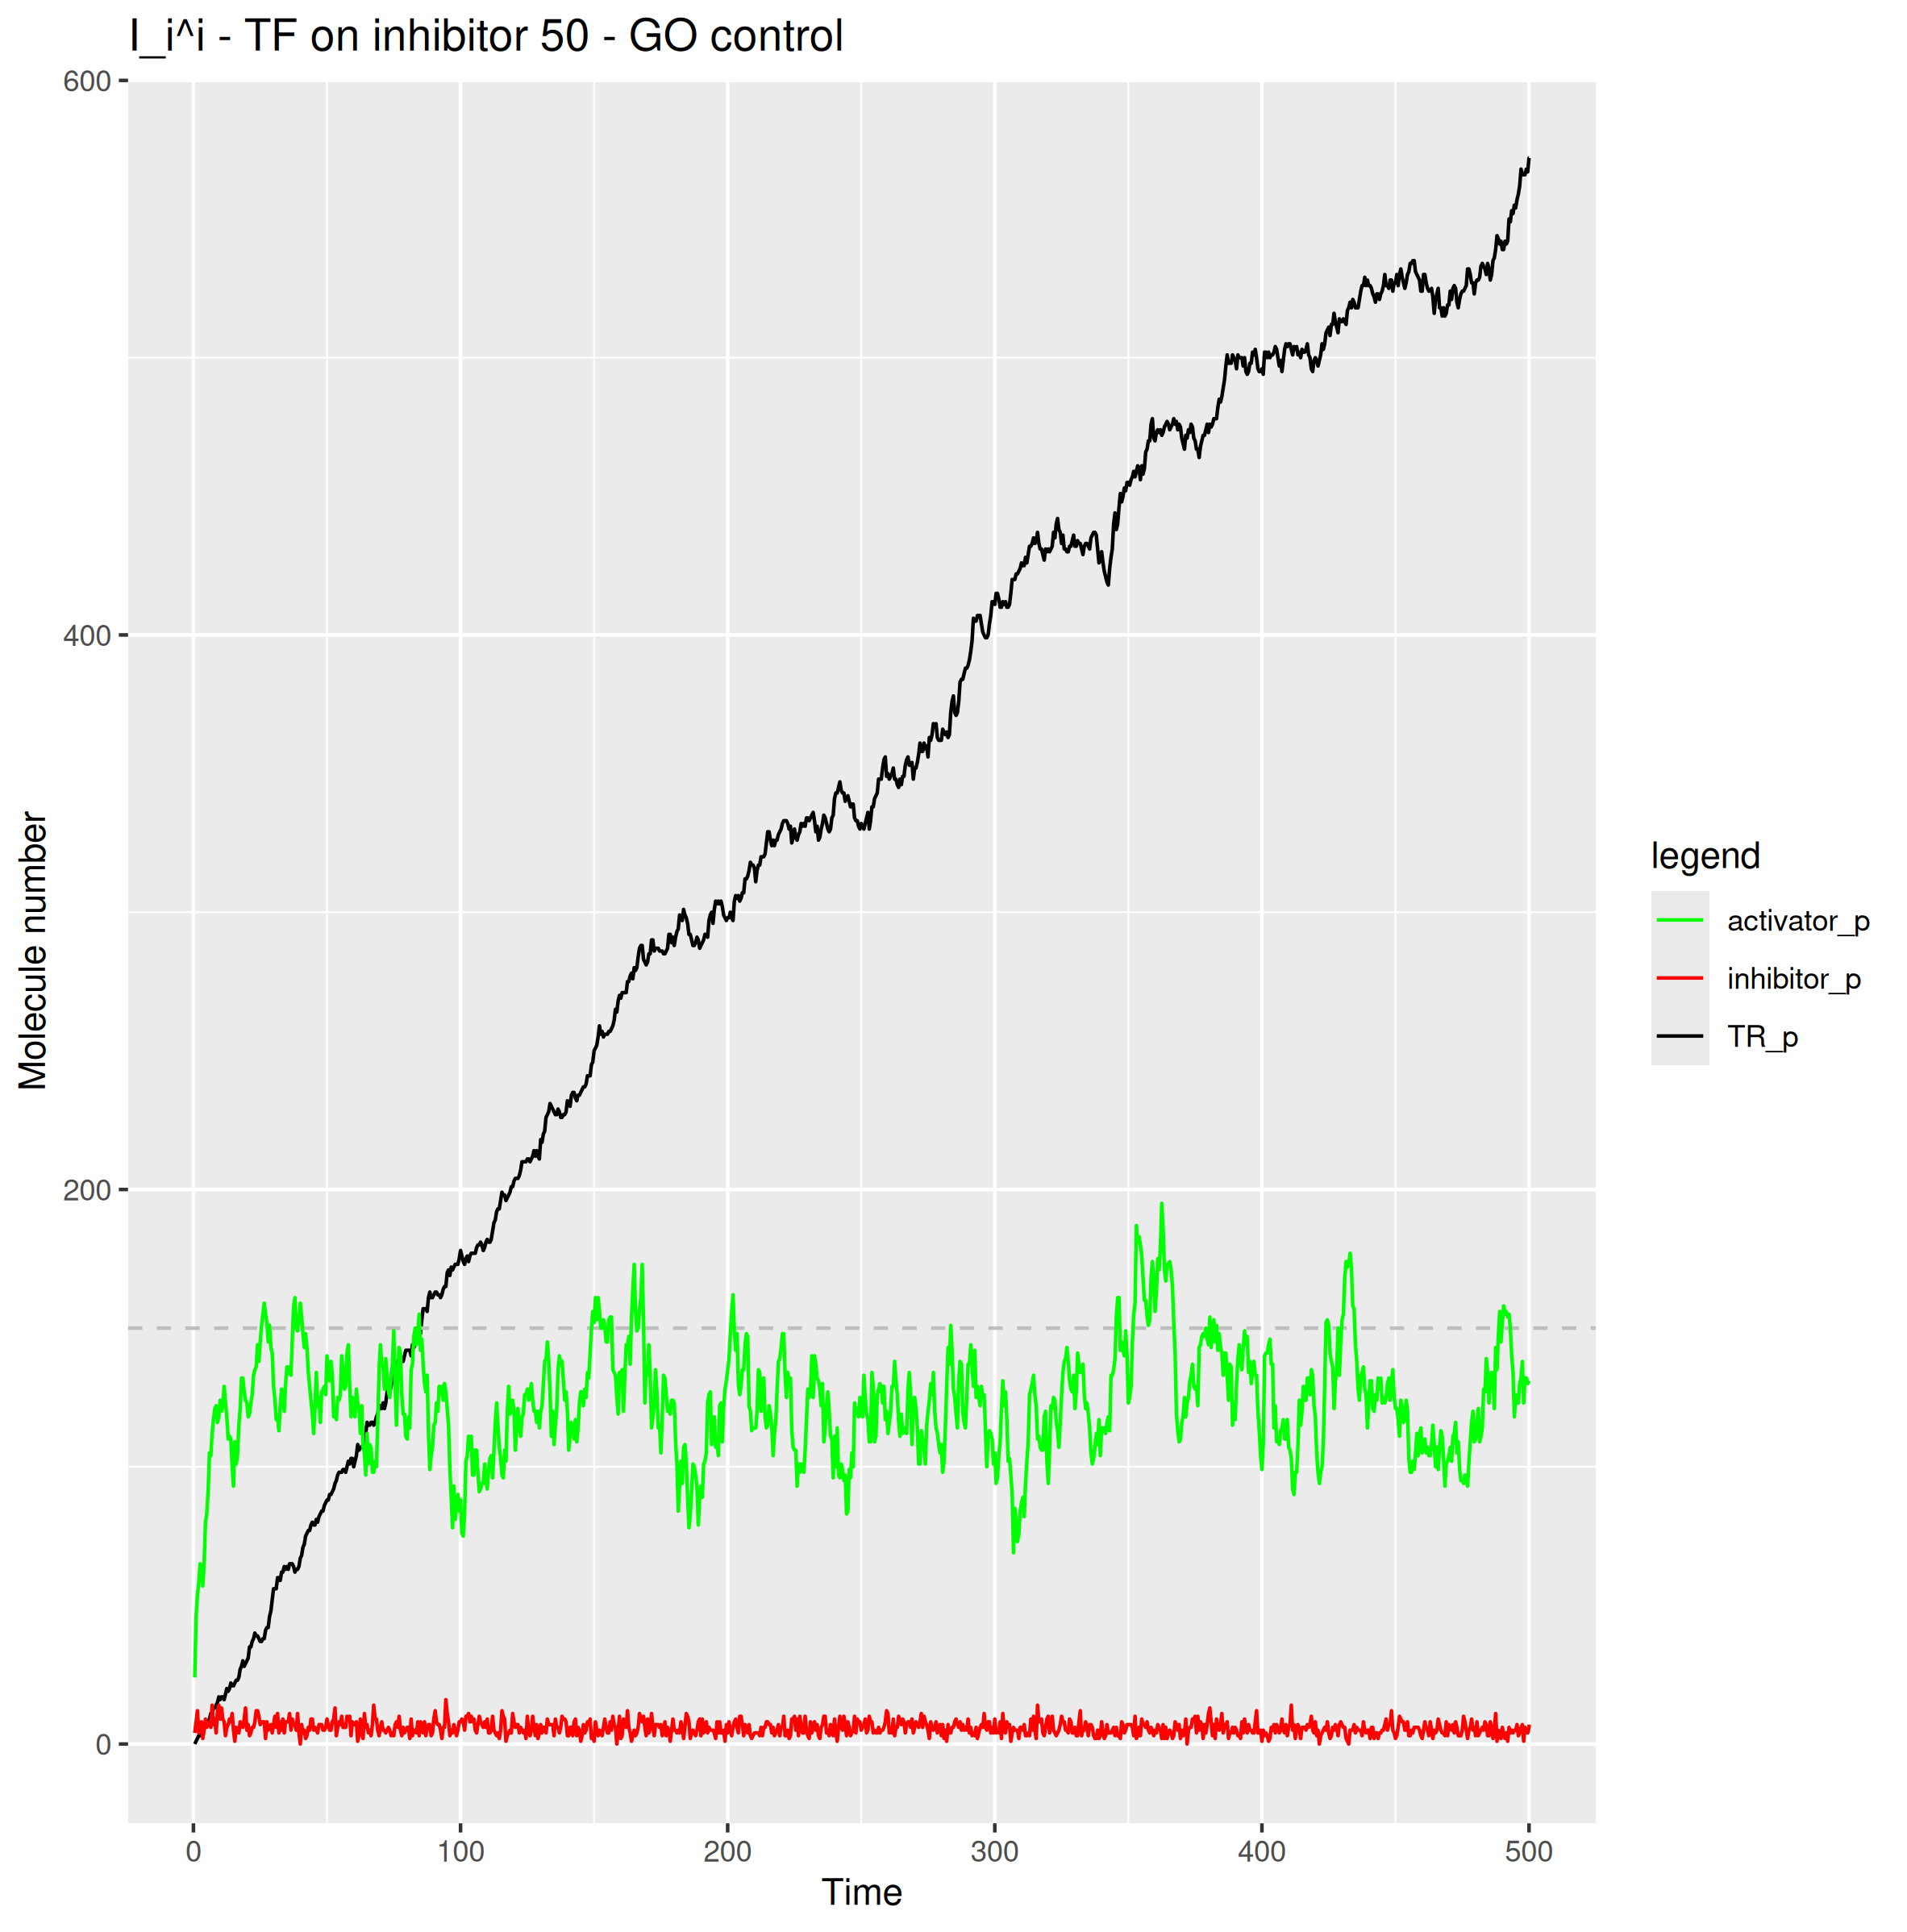 I_i^i - TF on inhibitor 50 - GO control
600
400
200
0
Molecule number
0 100 200 300 400 500
Time
legend
activator_p
inhibitor_p
TR_p